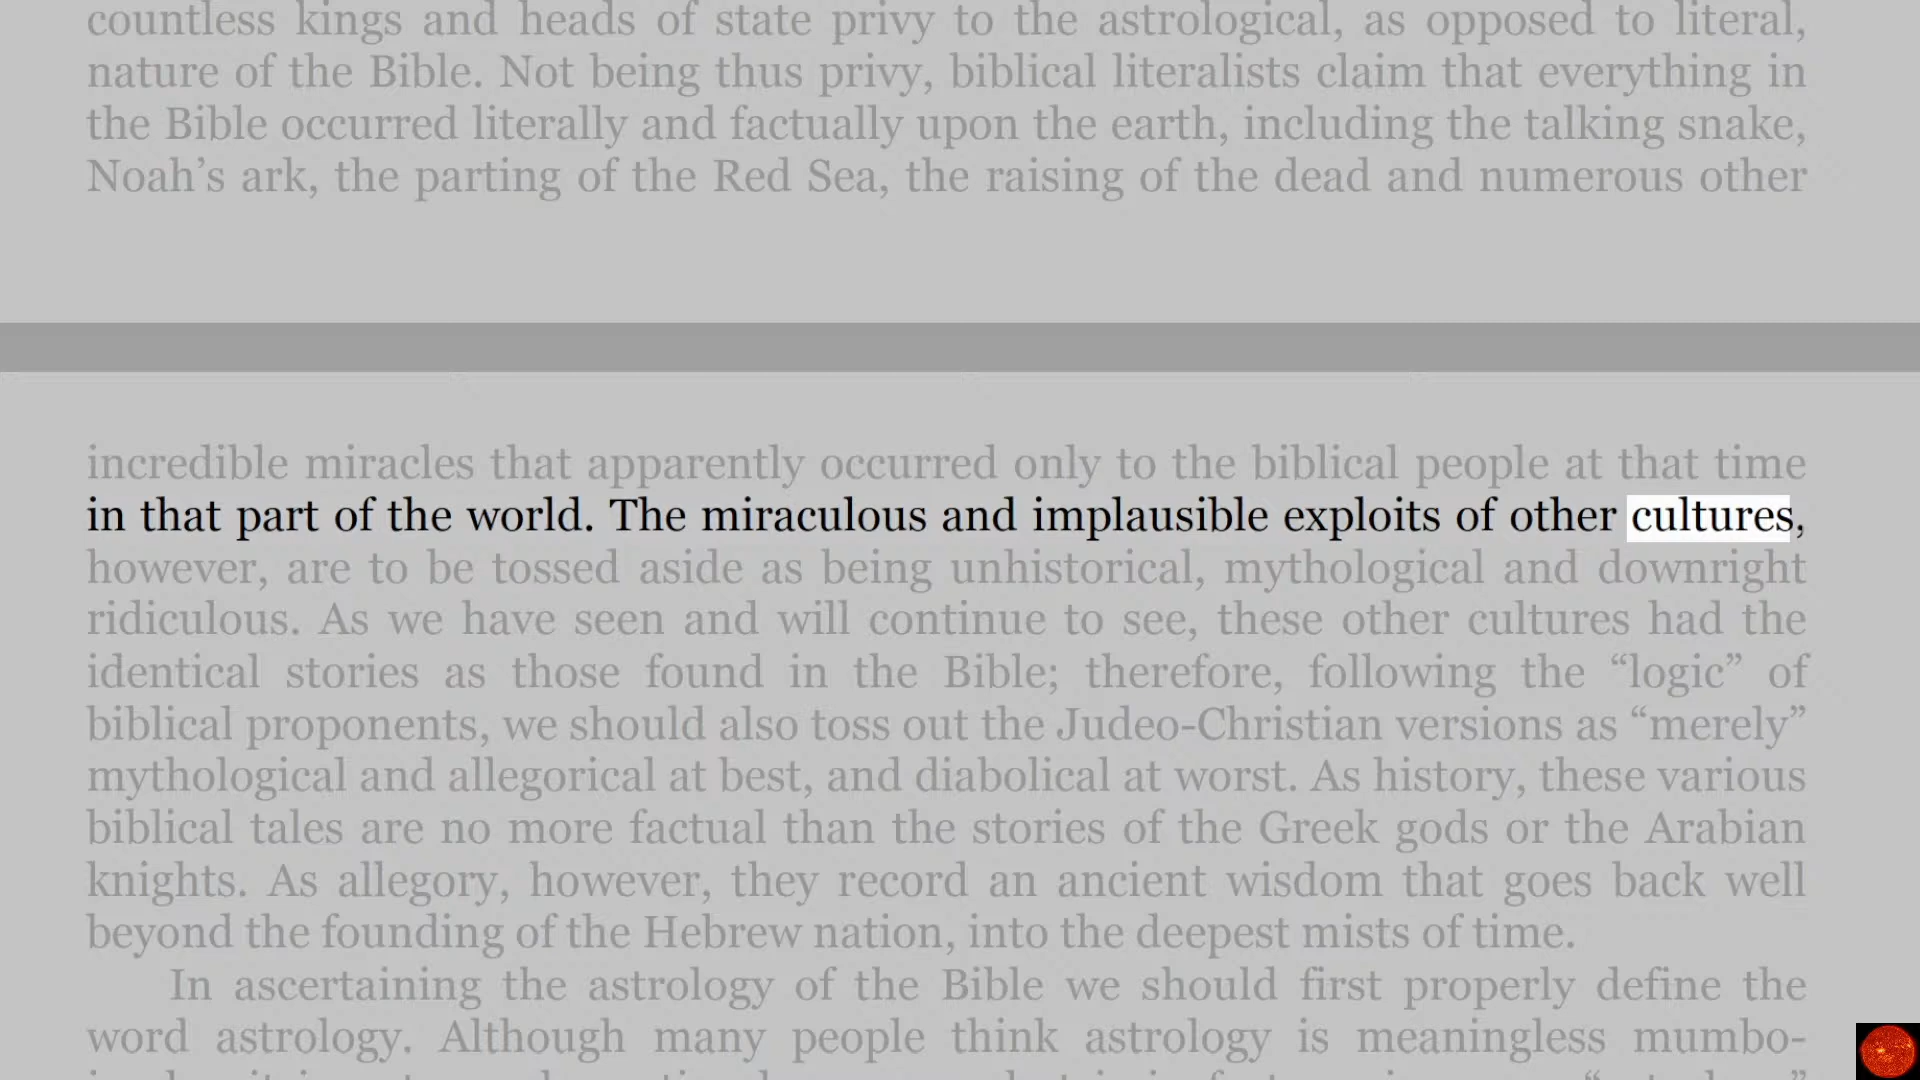 countless kings and heads of state privy to the astrological, as opposed to literal,
nature of the Bible. Not being thus privy, biblical literalists claim that everything in
the Bible occurred literally and factually upon the earth, including the talking snake,
Noah’s ark, the parting of the Red Sea, the raising of the dead and numerous other
incredible miracles that apparently occurred only to the biblical people at that time
in that part of the world. The miraculous and implausible exploits of other cultures,
however, are to be tossed aside as being unhistorical, mythological and downright
ridiculous. As we have seen and will continue to see, these other cultures had the
identical stories as those found in the Bible; therefore, following the “logic” of
biblical proponents, we should also toss out the Judeo-Christian versions as “merely”
mythological and allegorical at best, and diabolical at worst. As history, these various
biblical tales are no more factual than the stories of the Greek gods or the Arabian
knights. As allegory, however, they record an ancient wisdom that goes back well
beyond the founding of the Hebrew nation, into the deepest mists of time.
In ascertaining the astrology of the Bible we should first properly define the
word astrology. Although many people think astrology is meaningless mumbo-